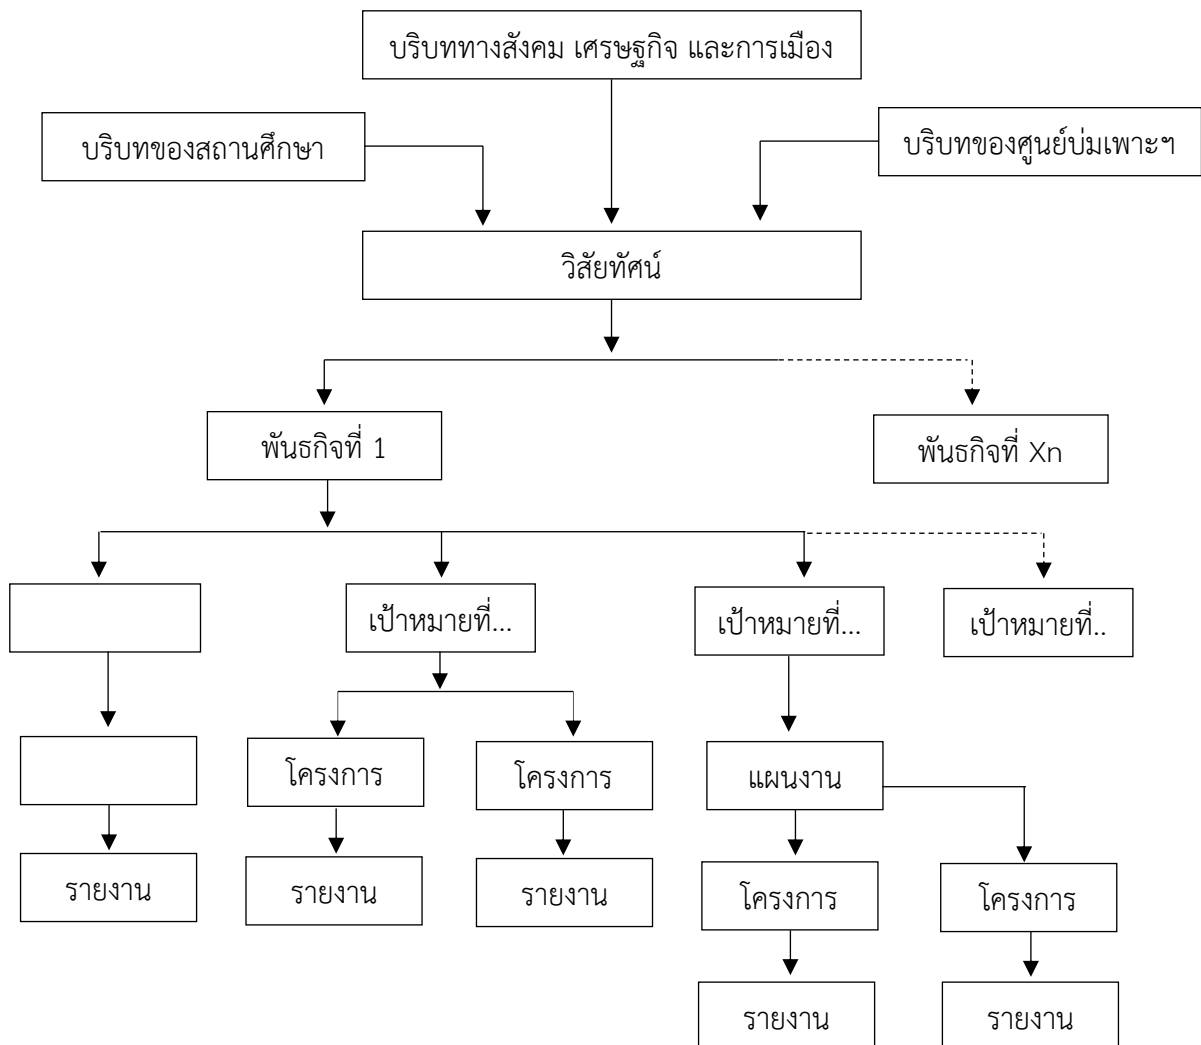 บริบททางสังคม เศรษฐกิจ และการเมือง
บริบทของสถานศึกษา
บริบทของศูนย์บ่มเพาะฯ
วิสัยทัศน์
พันธกิจที่ 1
พันธกิจที่ Xn
เป้าหมายที่...
เป้าหมายที่...
เป้าหมายที่..
โครงการ
โครงการ
แผนงาน
รายงาน
รายงาน
รายงาน
โครงการ
โครงการ
รายงาน
รายงาน